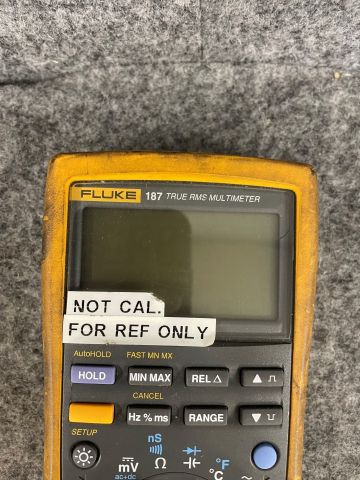 FLUKE 187 TRUE RMS MULTIMETER
NOT CAL.
FOR REF ONLY
AutoHOLD FAST MN MX
HOLD MIN MAX REL Δ ▲
CANCEL
Hz % ms RANGE ▼
SETUP
nS
mV Ω °F
ac+dc °C